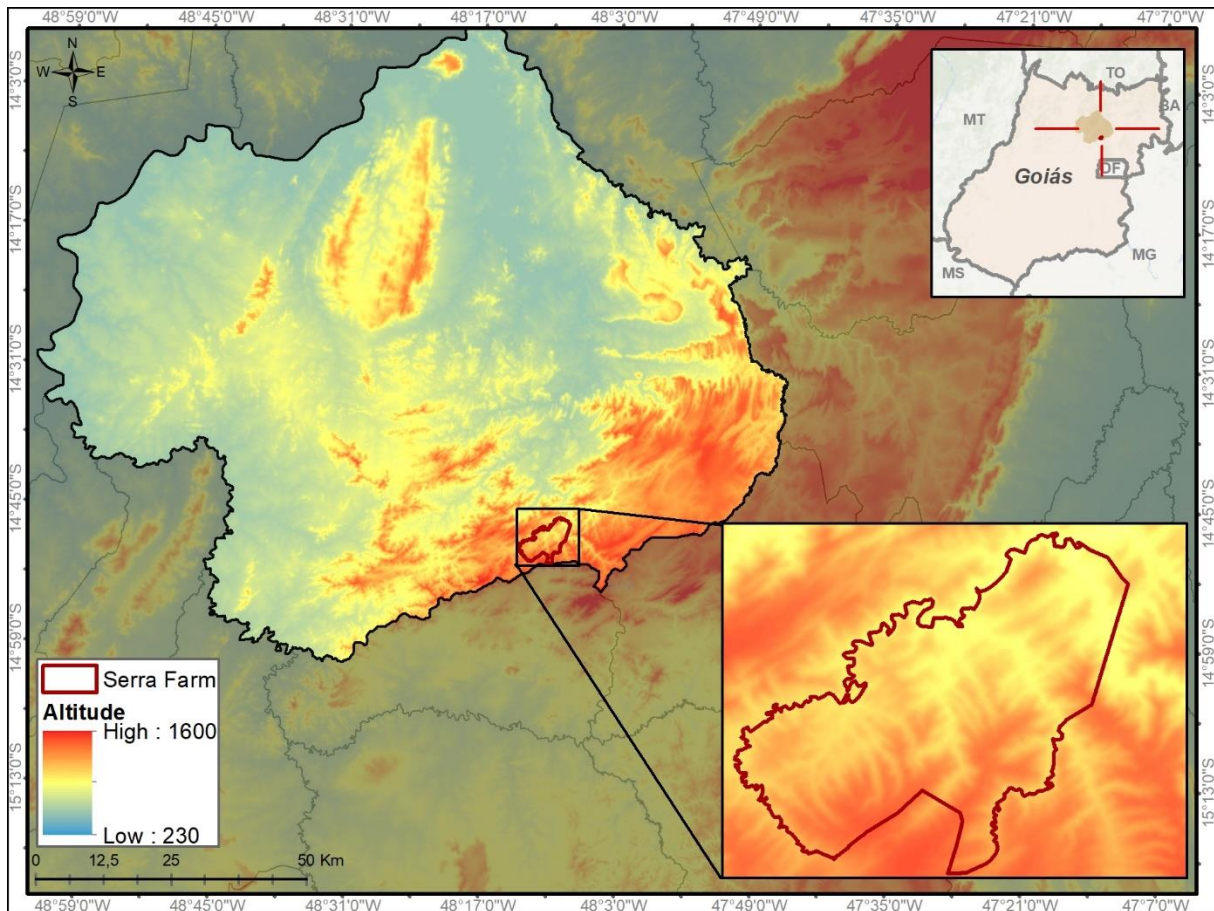 48°59'0"W 48°45'0"W 48°31'0"W 48°17'0"W 48°3'0"W 47°49'0"W 47°35'0"W 47°21'0"W 47°7'0"W
N
W E
S
TO
MT
BA
DF
Goiás
MS
MG
14°3'0"S
14°17'0"S
14°31'0"S
14°45'0"S
14°59'0"S
15°13'0"S
14°3'0"S
14°17'0"S
14°31'0"S
14°45'0"S
14°59'0"S
15°13'0"S
Serra Farm
Altitude
High : 1600
Low : 230
0 12,5 25 50 Km
48°59'0"W 48°45'0"W 48°31'0"W 48°17'0"W 48°3'0"W 47°49'0"W 47°35'0"W 47°21'0"W 47°7'0"W